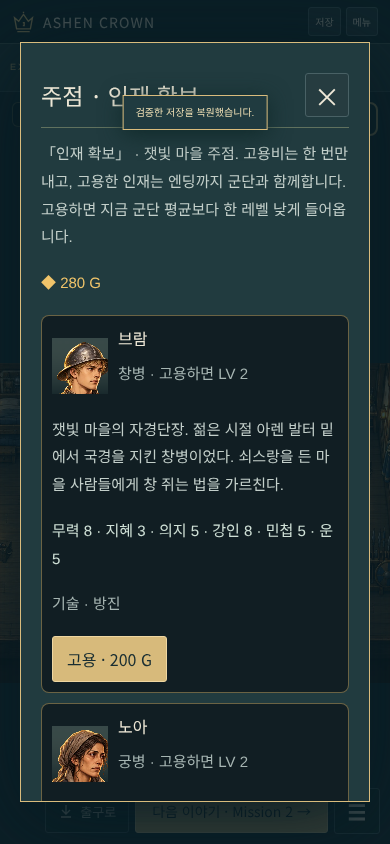 ASHEN CROWN
저장
메뉴
주점 · 인재 확보
검증한 저장을 복원했습니다.
「인재 확보」 · 잿빛 마을 주점. 고용비는 한 번만
내고, 고용한 인재는 엔딩까지 군단과 함께합니다.
고용하면 지금 군단 평균보다 한 레벨 낮게 들어옵
니다.
◆ 280 G
브람
창병 · 고용하면 LV 2
잿빛 마을의 자경단장. 젊은 시절 아렌 발터 밑
에서 국경을 지킨 창병이었다. 쇠스랑을 든 마
을 사람들에게 창 쥐는 법을 가르친다.
무력 8 · 지혜 3 · 의지 5 · 강인 8 · 민첩 5 · 운
5
기술 · 방진
고용 · 200 G
노아
궁병 · 고용하면 LV 2
출구로
다음 이야기 · Mission 2 →